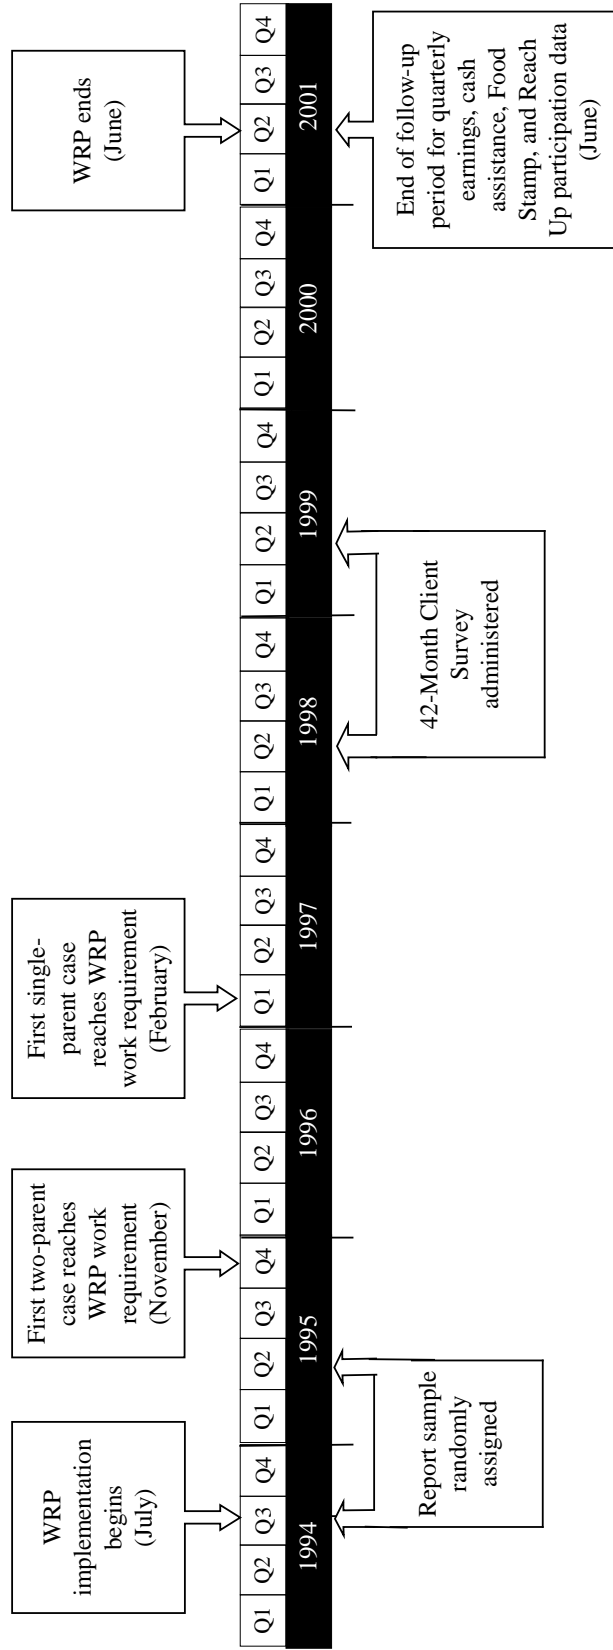 WRP
implementation
begins
(July)
First two-parent
case reaches
WRP work
requirement
(November)
First single-
parent case
reaches WRP
work requirement
(February)
WRP ends
(June)
Q1 Q2 Q3 Q4 Q1 Q2 Q3 Q4 Q1 Q2 Q3 Q4 Q1 Q2 Q3 Q4 Q1 Q2 Q3 Q4 Q1 Q2 Q3 Q4 Q1 Q2 Q3 Q4 Q1 Q2 Q3 Q4
1994 1995 1996 1997 1998 1999 2000 2001
Report sample
randomly
assigned
42-Month Client
Survey
administered
End of follow-up
period for quarterly
earnings, cash
assistance, Food
Stamp, and Reach
Up participation data
(June)